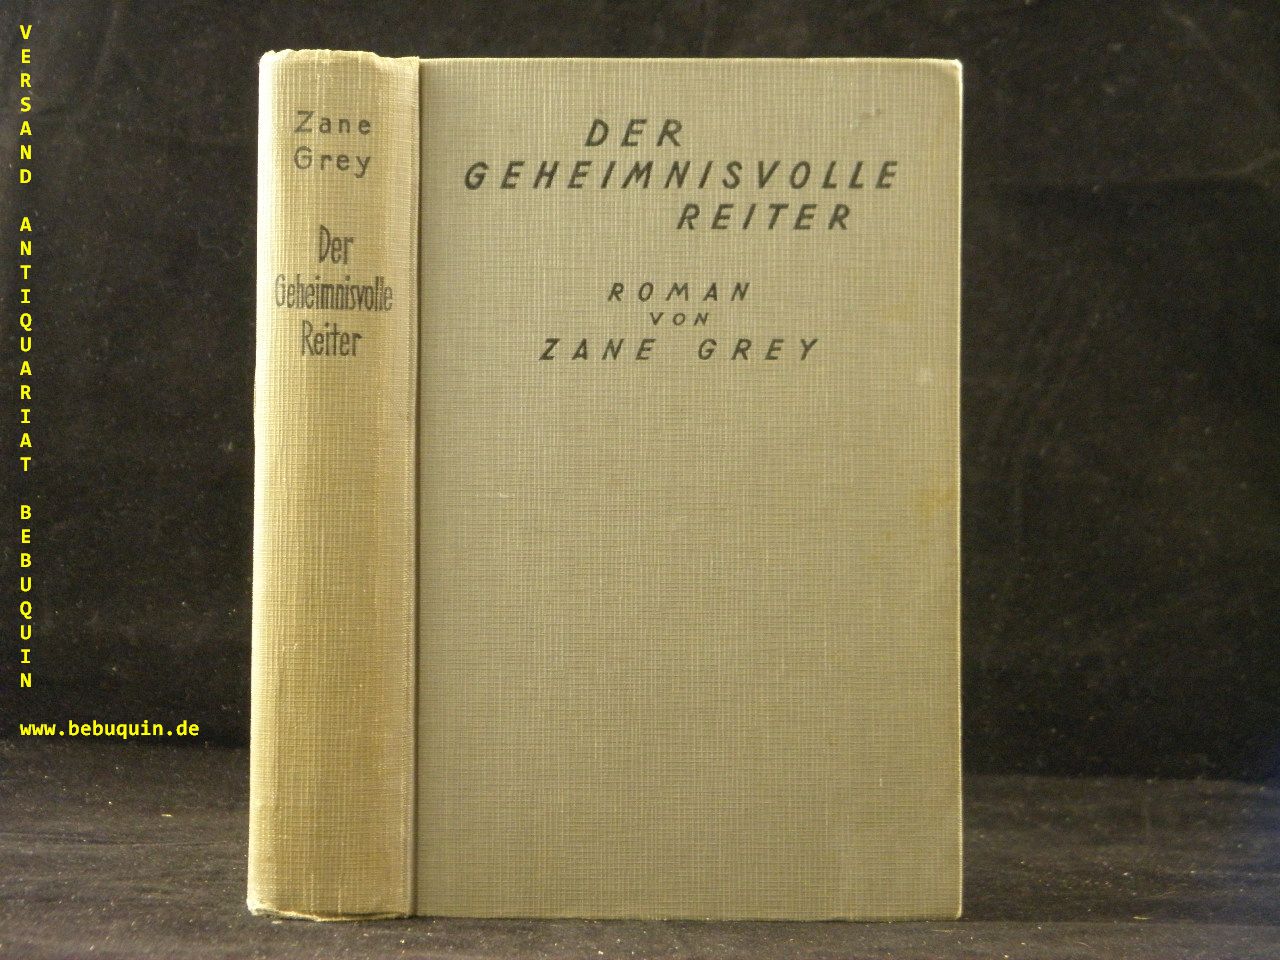 VERSAND ANTIQUARIAT BEBUQUIN
www.bebuquin.de
Zane
Grey
Der
Geheimnisvolle
Reiter
DER
GEHEIMNISVOLLE
REITER
ROMAN
VON
ZANE GREY